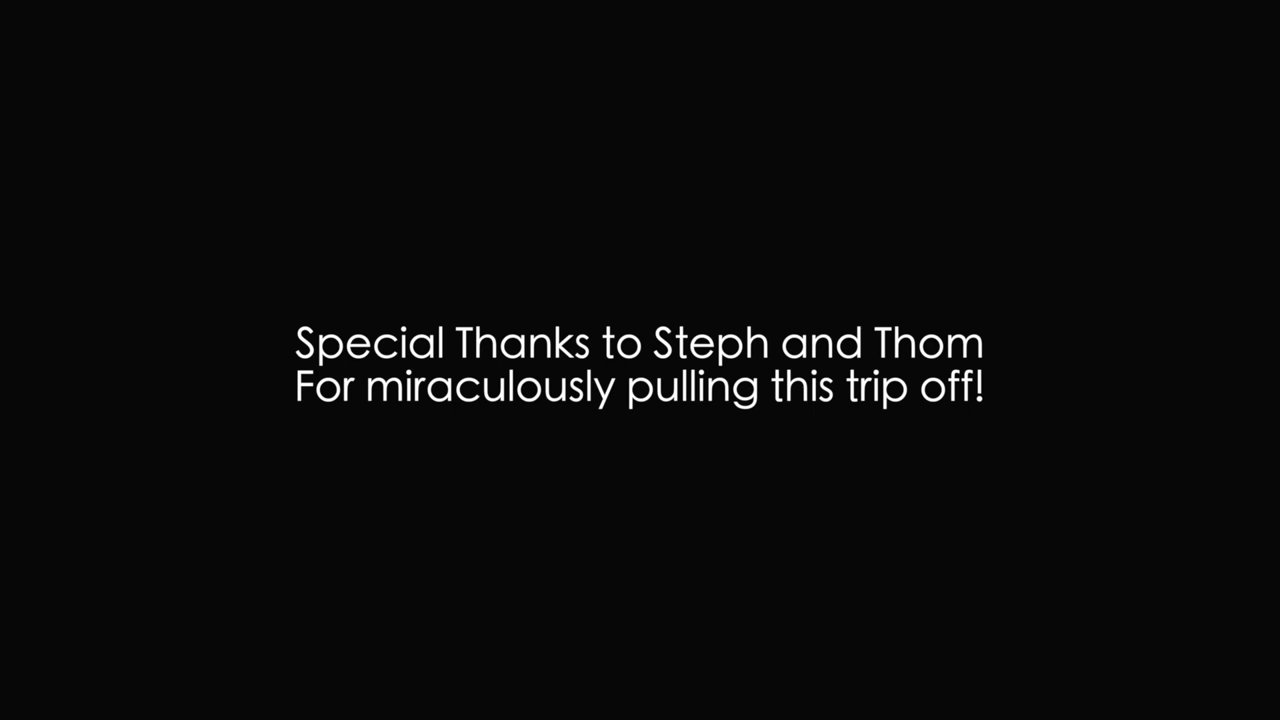 Special Thanks to Steph and Thom
For miraculously pulling this trip off!